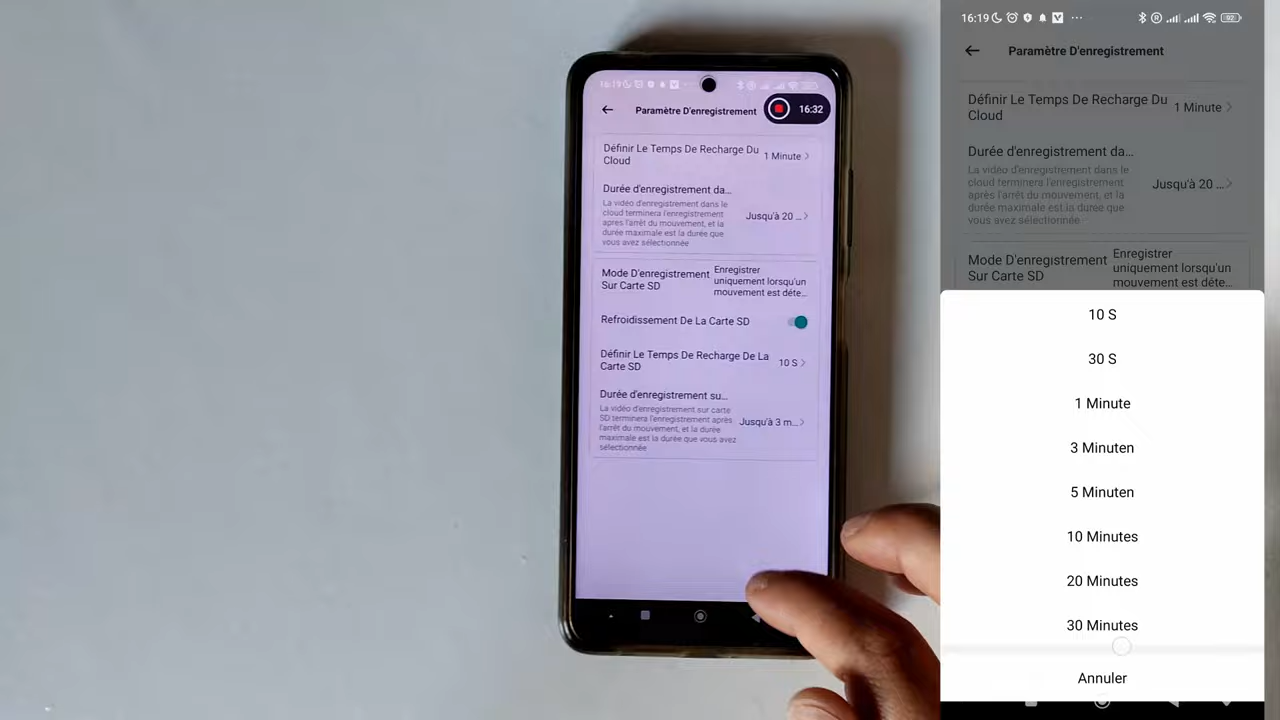 16:19
16:32
Paramètre D'enregistrement
Définir Le Temps De Recharge Du
Cloud
1 Minute
Durée d'enregistrement da...
La vidéo d'enregistrement dans le
cloud terminera l'enregistrement
après l'arrêt du mouvement, et la
durée maximale est la durée que
vous avez sélectionnée
Jusqu'à 20 ...
Mode D'enregistrement
Sur Carte SD
Enregistrer
uniquement lorsqu'un
mouvement est déte...
Refroidissement De La Carte SD
Définir Le Temps De Recharge De La
Carte SD
10 S
Durée d'enregistrement su...
La vidéo d'enregistrement sur carte
SD terminera l'enregistrement après
l'arrêt du mouvement, et la durée
maximale est la durée que vous avez
sélectionnée
Jusqu'à 3 m...
16:19
92
Paramètre D'enregistrement
Définir Le Temps De Recharge Du
Cloud
1 Minute
Durée d'enregistrement da...
La vidéo d'enregistrement dans le
cloud terminera l'enregistrement
après l'arrêt du mouvement, et la
durée maximale est la durée que
vous avez sélectionnée
Jusqu'à 20 ...
Mode D'enregistrement
Sur Carte SD
Enregistrer
uniquement lorsqu'un
mouvement est déte...
10 S
30 S
1 Minute
3 Minuten
5 Minuten
10 Minutes
20 Minutes
30 Minutes
Annuler